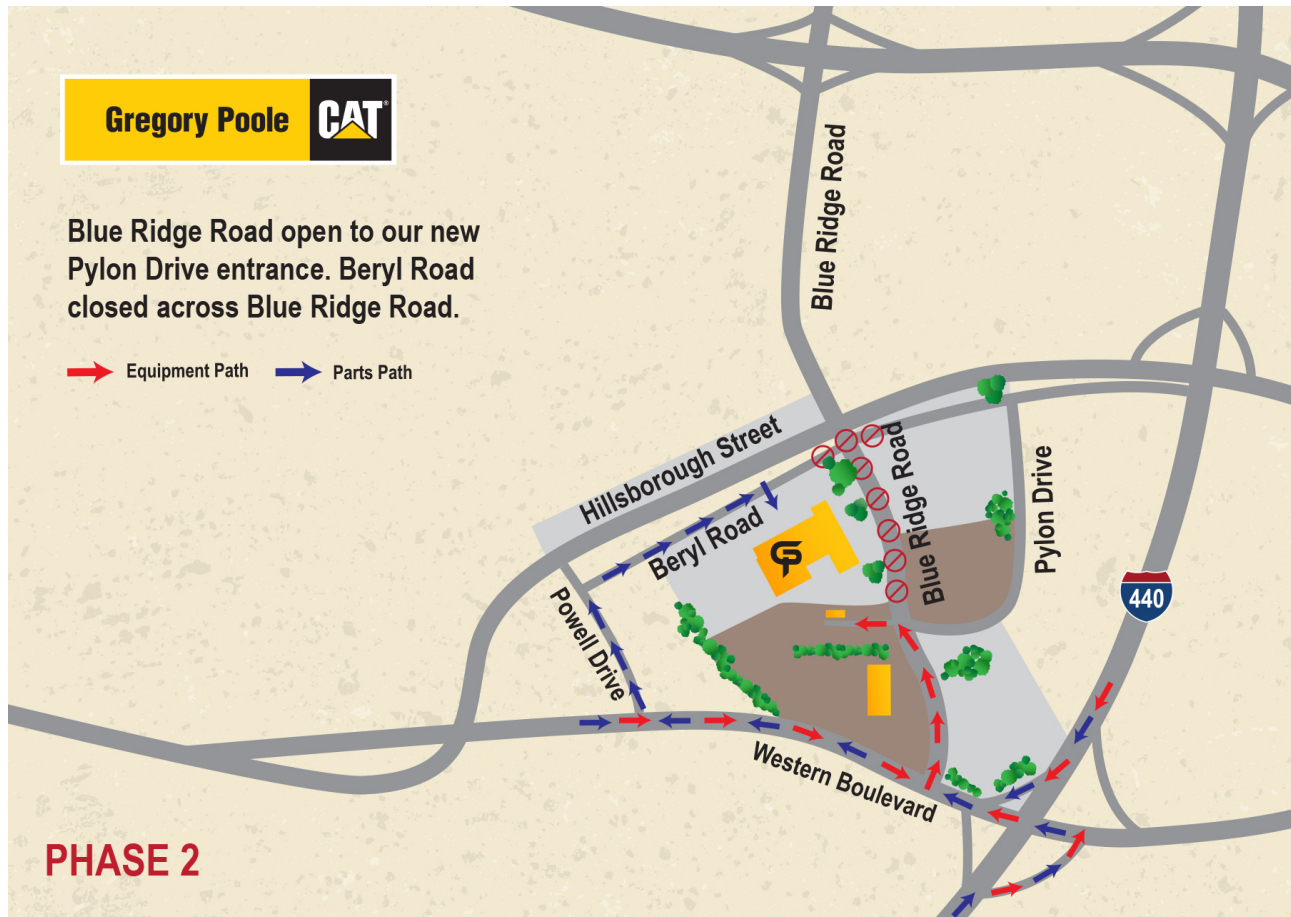 Gregory Poole CAT®
Blue Ridge Road open to our new
Pylon Drive entrance. Beryl Road
closed across Blue Ridge Road.
Equipment Path
Parts Path
Blue Ridge Road
Hillsborough Street
Beryl Road
Blue Ridge Road
Pylon Drive
GP
440
Powell Drive
Western Boulevard
PHASE 2